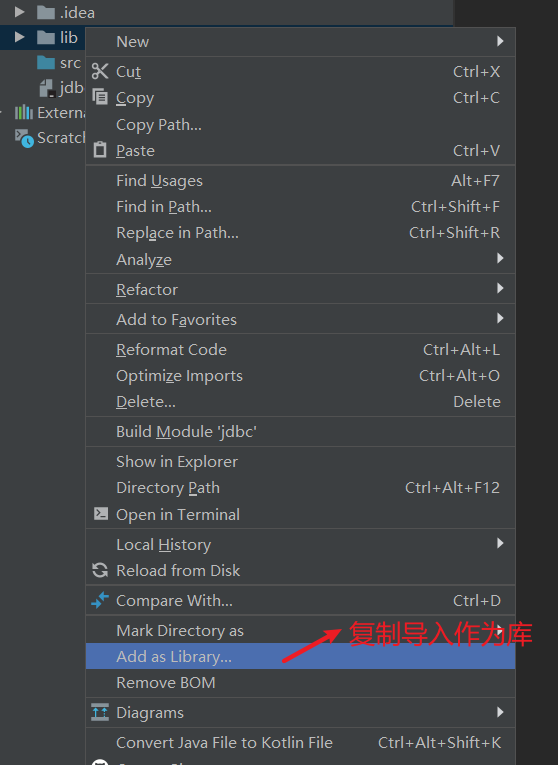 .idea
lib
src
jdb
Externa
Scratch
New
Cut Ctrl+X
Copy Ctrl+C
Copy Path...
Paste Ctrl+V
Find Usages Alt+F7
Find in Path... Ctrl+Shift+F
Replace in Path... Ctrl+Shift+R
Analyze
Refactor
Add to Favorites
Reformat Code Ctrl+Alt+L
Optimize Imports Ctrl+Alt+O
Delete... Delete
Build Module 'jdbc'
Show in Explorer
Directory Path Ctrl+Alt+F12
Open in Terminal
Local History
Reload from Disk
Compare With... Ctrl+D
Mark Directory as
复制导入作为库
Add as Library...
Remove BOM
Diagrams
Convert Java File to Kotlin File Ctrl+Alt+Shift+K